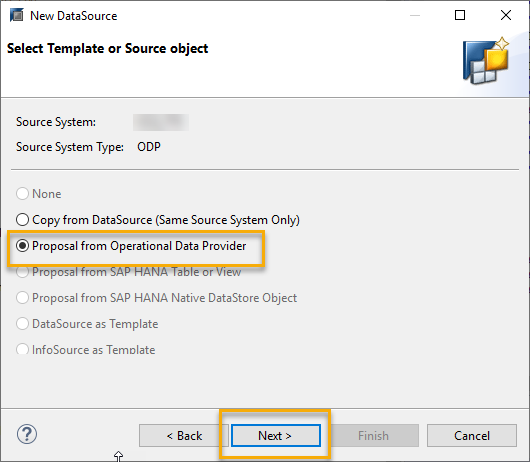 New DataSource
Select Template or Source object
Source System:
Source System Type: ODP
None
Copy from DataSource (Same Source System Only)
Proposal from Operational Data Provider
Proposal from SAP HANA Table or View
Proposal from SAP HANA Native DataStore Object
DataSource as Template
InfoSource as Template
? < Back Next > Finish Cancel